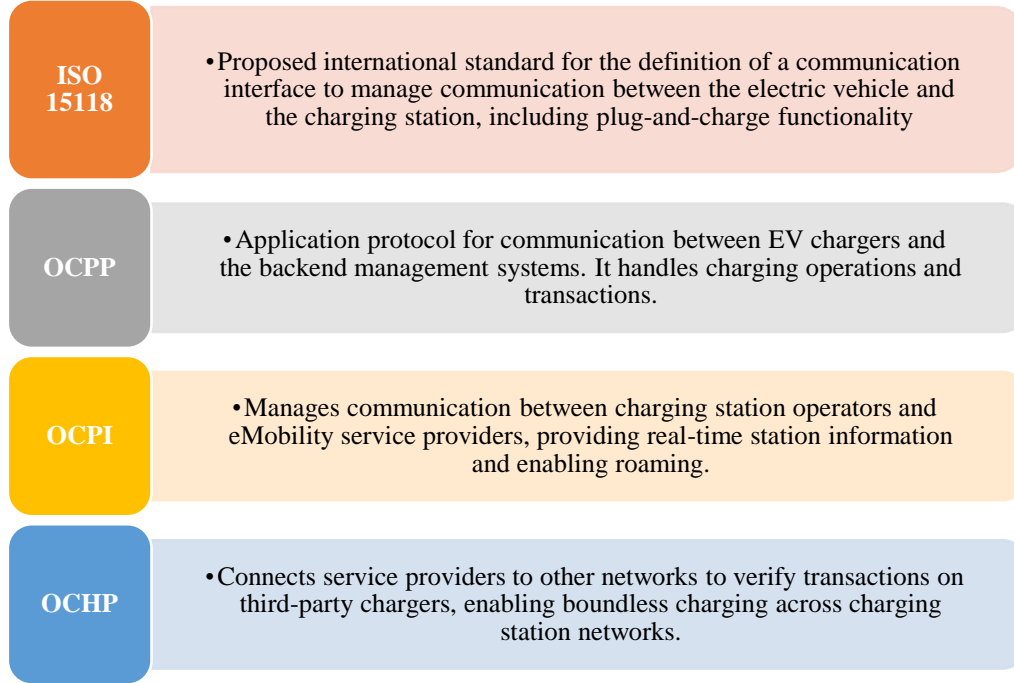 ISO
15118
•Proposed international standard for the definition of a communication
interface to manage communication between the electric vehicle and
the charging station, including plug-and-charge functionality
OCPP
•Application protocol for communication between EV chargers and
the backend management systems. It handles charging operations and
transactions.
OCPI
•Manages communication between charging station operators and
eMobility service providers, providing real-time station information
and enabling roaming.
OCHP
•Connects service providers to other networks to verify transactions on
third-party chargers, enabling boundless charging across charging
station networks.